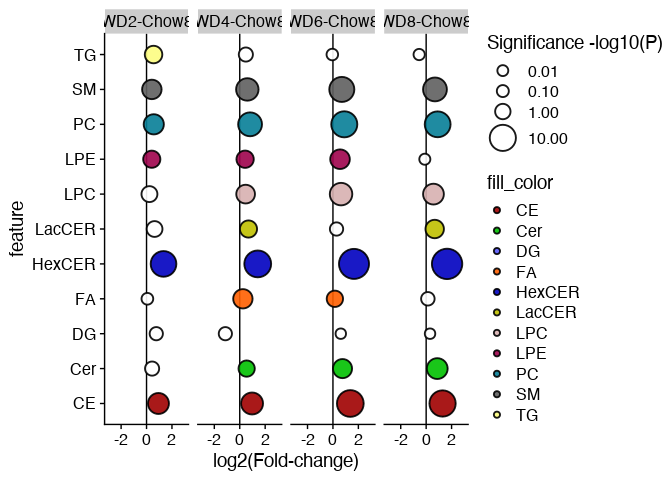 WD2-Chow8 WD4-Chow8 WD6-Chow8 WD8-Chow8
TG
SM
PC
LPE
LPC
LacCER
HexCER
FA
DG
Cer
CE
feature
-2 0 2 -2 0 2 -2 0 2 -2 0 2
log2(Fold-change)
Significance -log10(P)
0.01
0.10
1.00
10.00
fill_color
CE
Cer
DG
FA
HexCER
LacCER
LPC
LPE
PC
SM
TG